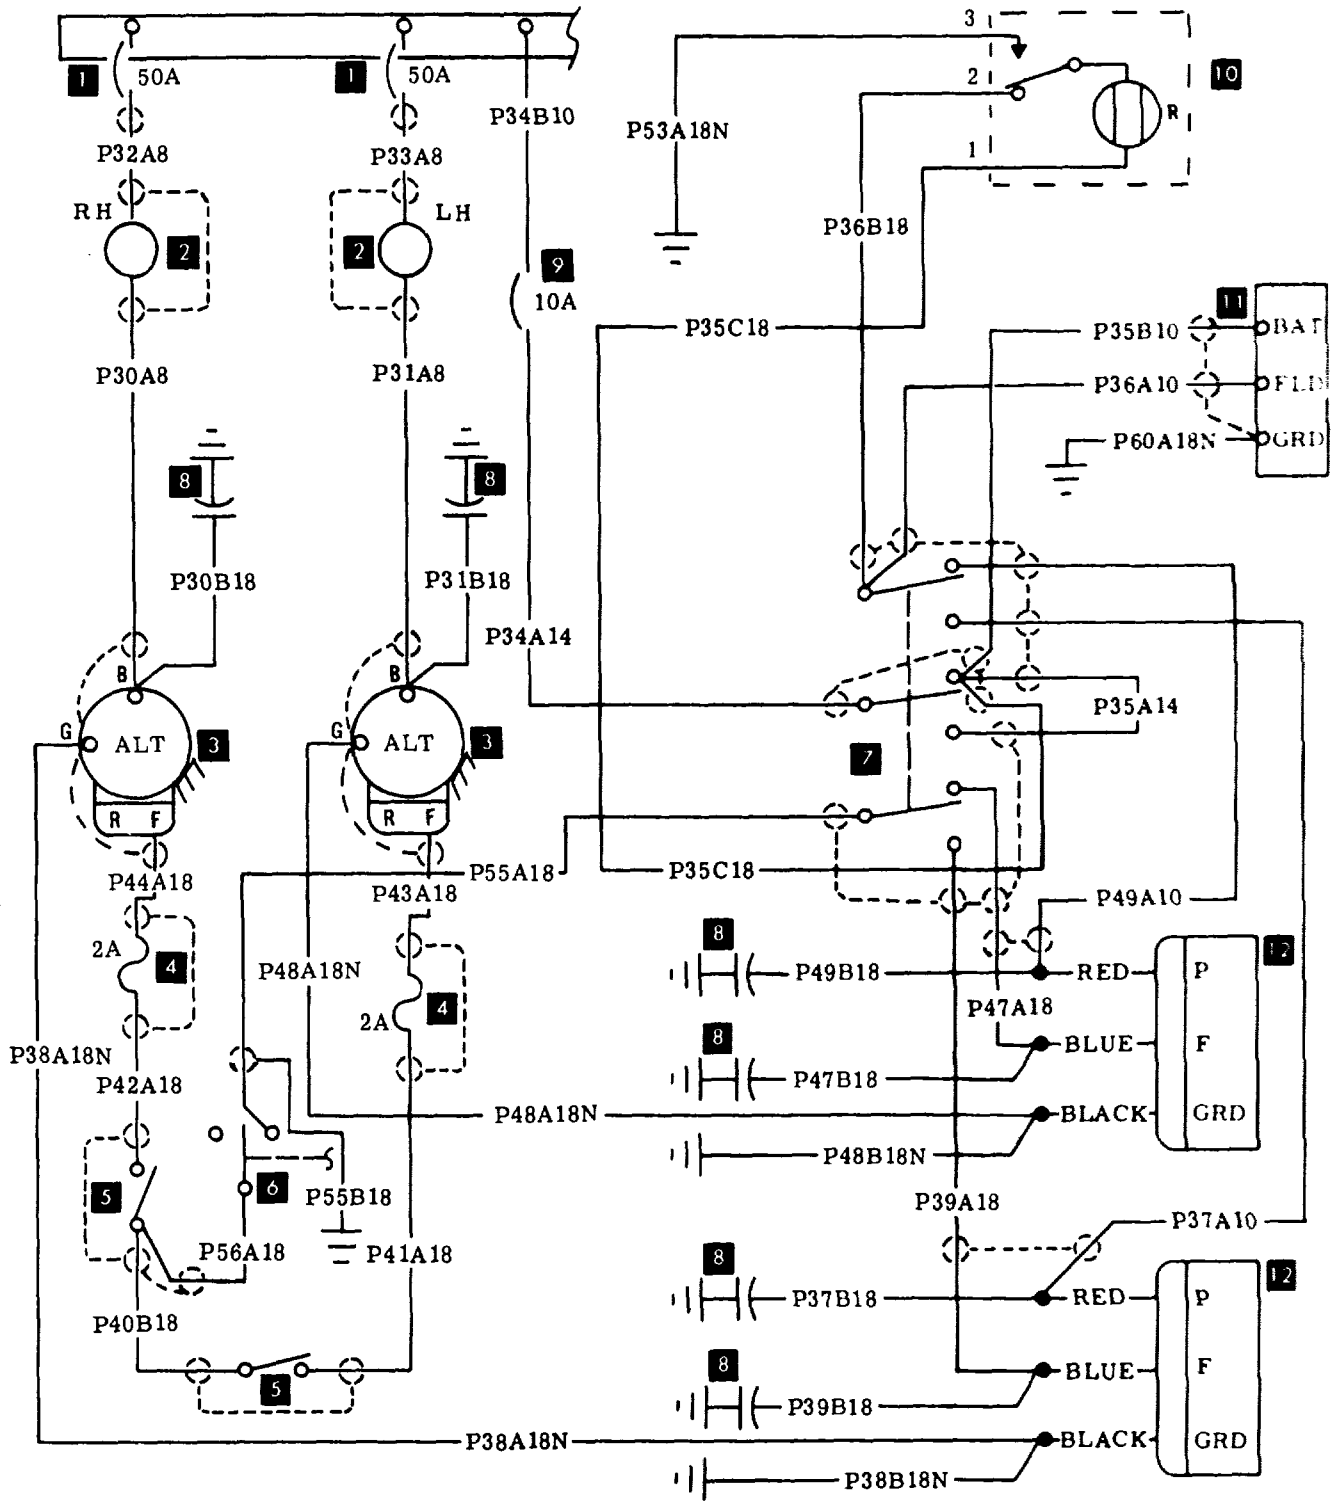 3
1
50A
1
50A
2
10
P34B10
R
P53A18N
P32A8
P33A8
1
RH
LH
P36B18
2
2
9
10A
11
P35C18
P35B10
BAT
P30A8
P31A8
P36A10
FLD
P60A18N
GRD
8
8
P30B18
P31B18
P34A14
B
B
P35A14
G
ALT
3
G
ALT
3
7
R F
R F
P44A18
P43A18
P55A18
P35C18
P49A10
2A
4
8
12
P48A18N
P49B18
RED
P
4
P47A18
2A
8
P38A18N
BLUE
F
P42A18
P47B18
P48A18N
BLACK
GRD
P48B18N
5
6
P55B18
P39A18
P37A10
P56A18
P41A18
8
12
P37B18
RED
P
P40B18
8
BLUE
F
5
P39B18
P38A18N
BLACK
GRD
P38B18N